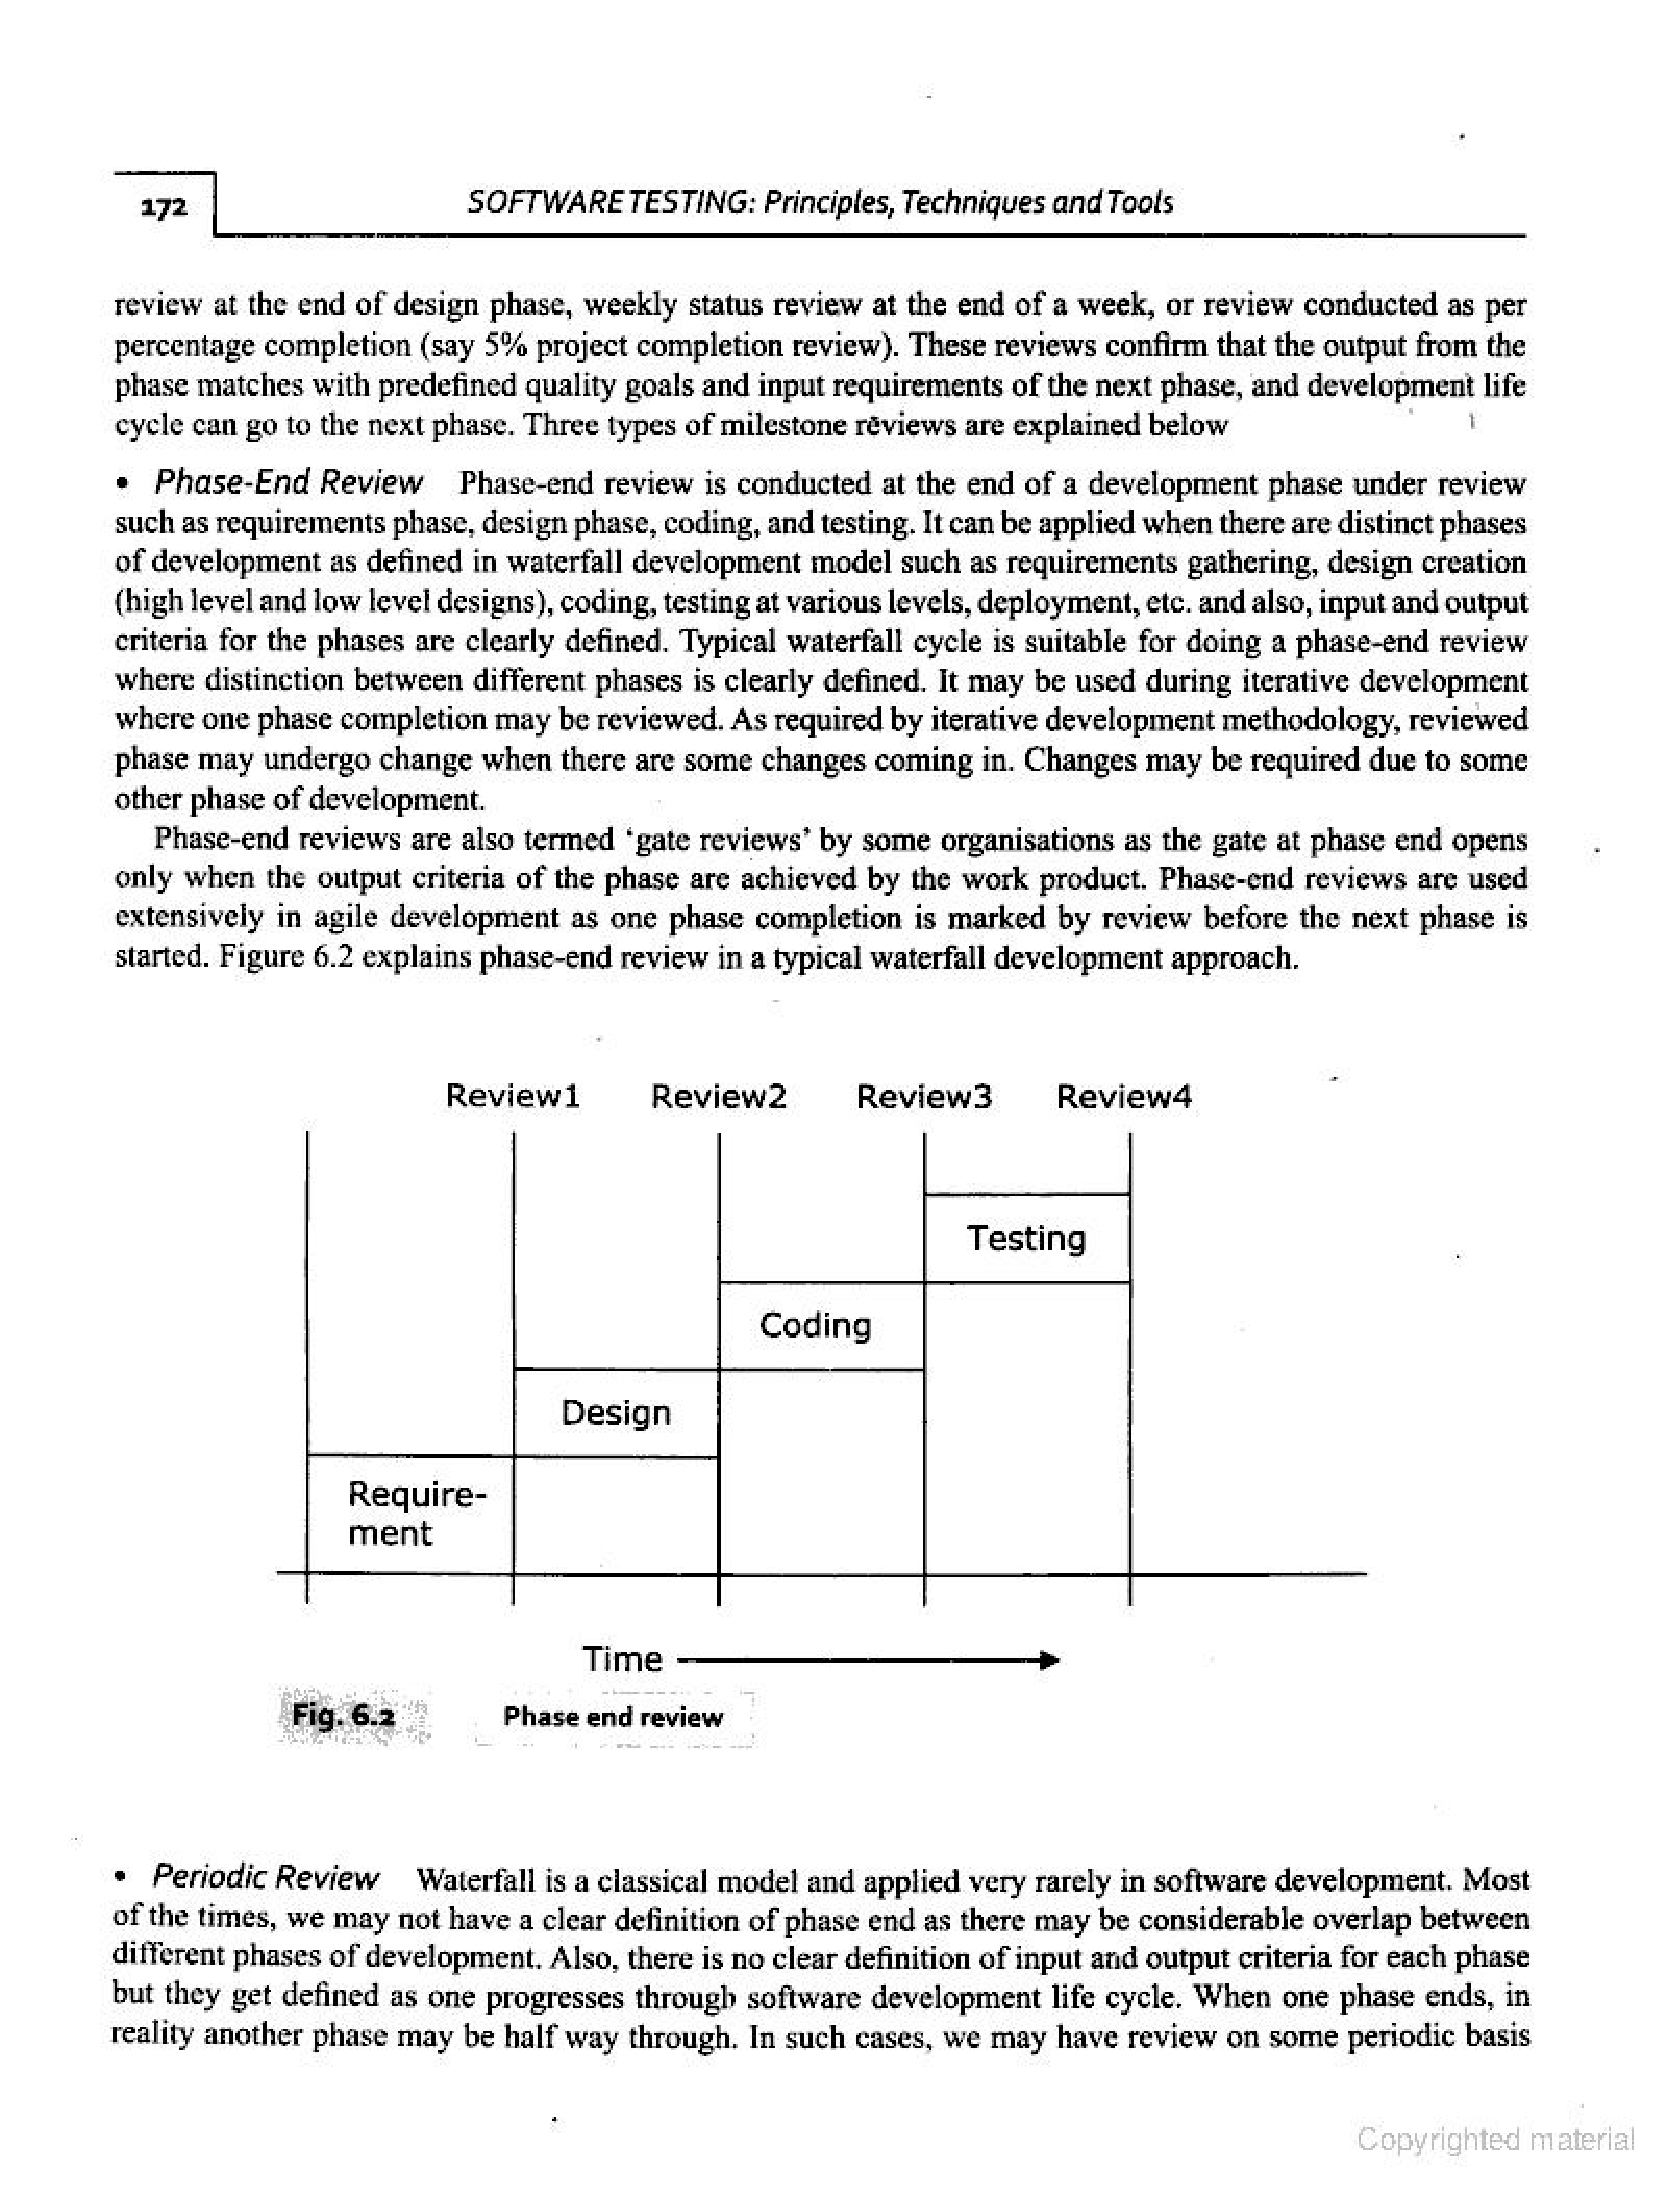 172
SOFTWARE TESTING: Principles, Techniques and Tools
review at the end of design phase, weekly status review at the end of a week, or review conducted as per
percentage completion (say 5% project completion review). These reviews confirm that the output from the
phase matches with predefined quality goals and input requirements of the next phase, and development life
cycle can go to the next phase. Three types of milestone reviews are explained below
• Phase-End Review Phase-end review is conducted at the end of a development phase under review
such as requirements phase, design phase, coding, and testing. It can be applied when there are distinct phases
of development as defined in waterfall development model such as requirements gathering, design creation
(high level and low level designs), coding, testing at various levels, deployment, etc. and also, input and output
criteria for the phases are clearly defined. Typical waterfall cycle is suitable for doing a phase-end review
where distinction between different phases is clearly defined. It may be used during iterative development
where one phase completion may be reviewed. As required by iterative development methodology, reviewed
phase may undergo change when there are some changes coming in. Changes may be required due to some
other phase of development.
Phase-end reviews are also termed ‘gate reviews’ by some organisations as the gate at phase end opens
only when the output criteria of the phase are achieved by the work product. Phase-end reviews are used
extensively in agile development as one phase completion is marked by review before the next phase is
started. Figure 6.2 explains phase-end review in a typical waterfall development approach.
Review1 Review2 Review3 Review4
Testing
Coding
Design
Require-
ment
Time
Fig. 6.2 Phase end review
• Periodic Review Waterfall is a classical model and applied very rarely in software development. Most
of the times, we may not have a clear definition of phase end as there may be considerable overlap between
different phases of development. Also, there is no clear definition of input and output criteria for each phase
but they get defined as one progresses through software development life cycle. When one phase ends, in
reality another phase may be half way through. In such cases, we may have review on some periodic basis
Copyrighted material